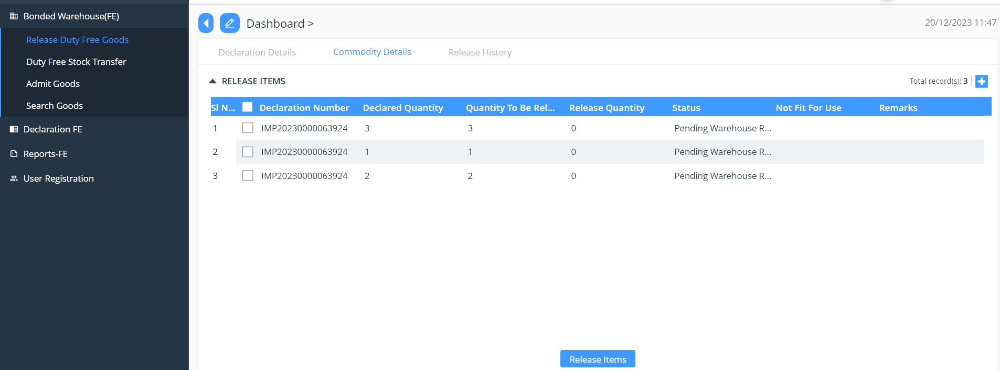 Bonded Warehouse(FE)
Release Duty Free Goods
Duty Free Stock Transfer
Admit Goods
Search Goods
Declaration FE
Reports-FE
User Registration
Dashboard >
20/12/2023 11:47
Declaration Details Commodity Details Release History
RELEASE ITEMS
Total record(s): 3
Sl N... Declaration Number Declared Quantity Quantity To Be Rel... Release Quantity Status Not Fit For Use Remarks
1 IMP20230000063924 3 3 0 Pending Warehouse R...
2 IMP20230000063924 1 1 0 Pending Warehouse R...
3 IMP20230000063924 2 2 0 Pending Warehouse R...
Release Items